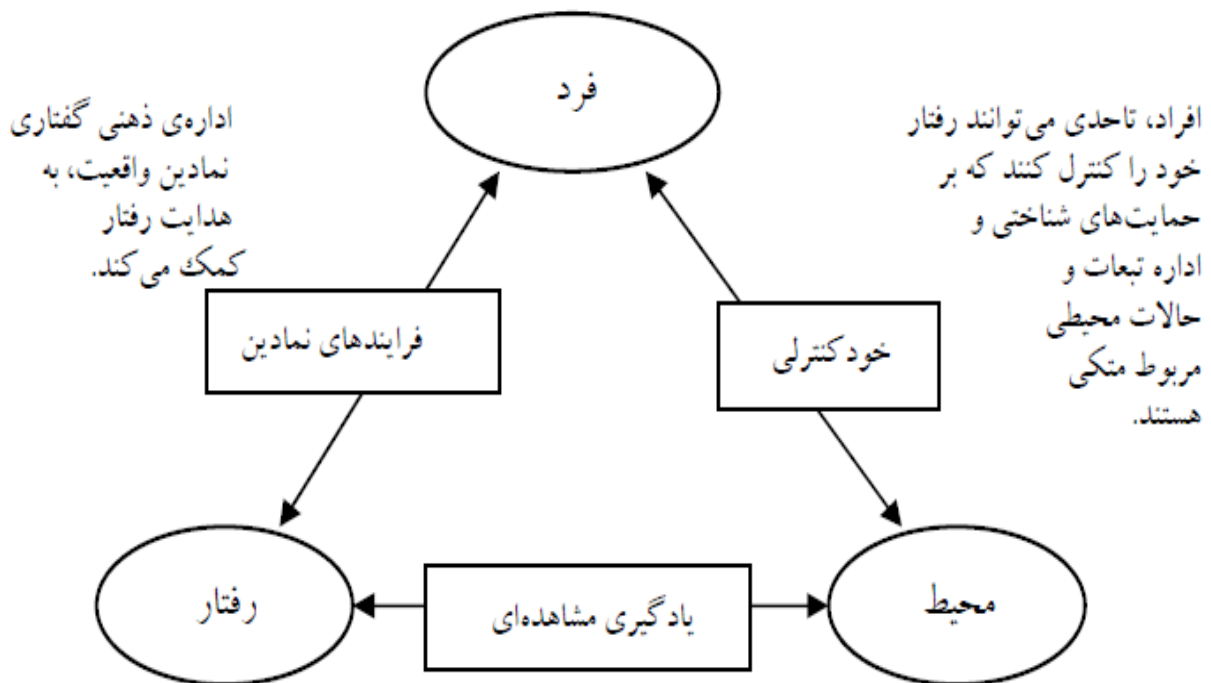 فرد
افراد، تاحدی می‌توانند رفتار
خود را کنترل کنند که بر
حمایت‌های شناختی و
اداره تبعات و
حالات محیطی
مربوط متکی
هستند.
اداره‌ی ذهنی گفتاری
نمادین واقعیت، به
هدایت رفتار
کمک می‌کند.
خودکنترلی
فرایندهای نمادین
محیط
یادگیری مشاهده‌ای
رفتار